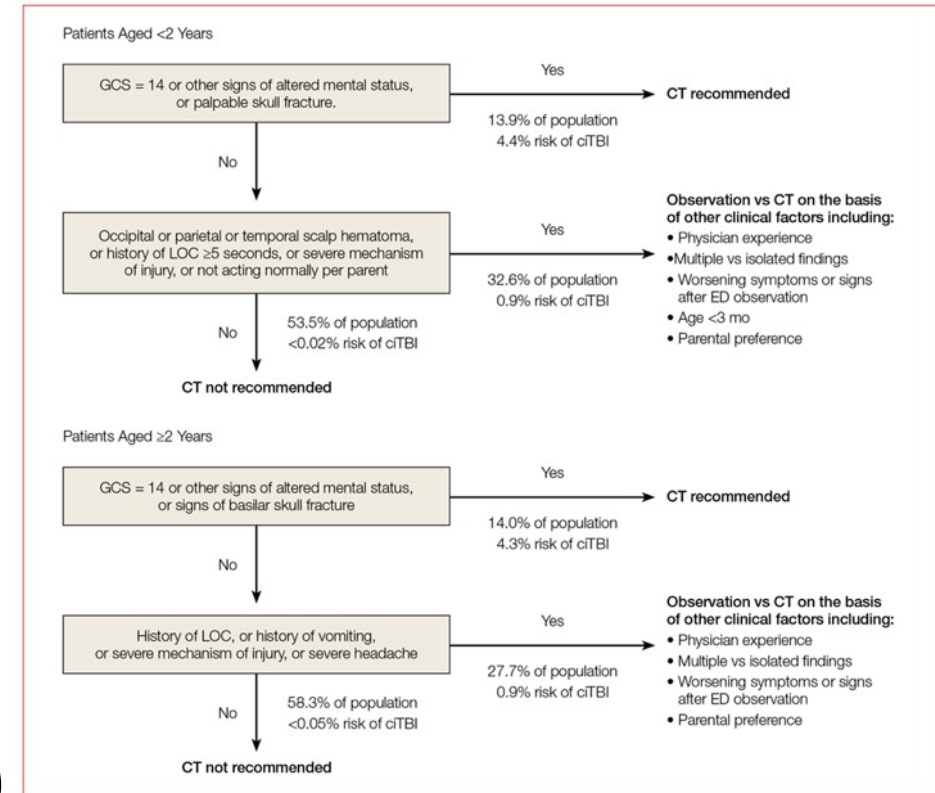 Patients Aged <2 Years
GCS = 14 or other signs of altered mental status,
or palpable skull fracture.
Yes
CT recommended
13.9% of population
4.4% risk of ciTBI
No
Occipital or parietal or temporal scalp hematoma,
or history of LOC ≥5 seconds, or severe mechanism
of injury, or not acting normally per parent
Yes
32.6% of population
0.9% risk of ciTBI
Observation vs CT on the basis
of other clinical factors including:
• Physician experience
•Multiple vs isolated findings
• Worsening symptoms or signs
after ED observation
• Age <3 mo
• Parental preference
No
53.5% of population
<0.02% risk of ciTBI
CT not recommended
Patients Aged ≥2 Years
GCS = 14 or other signs of altered mental status,
or signs of basilar skull fracture
Yes
CT recommended
14.0% of population
4.3% risk of ciTBI
No
History of LOC, or history of vomiting,
or severe mechanism of injury, or severe headache
Yes
27.7% of population
0.9% risk of ciTBI
Observation vs CT on the basis
of other clinical factors including:
• Physician experience
• Multiple vs isolated findings
• Worsening symptoms or signs
after ED observation
• Parental preference
No
58.3% of population
<0.05% risk of ciTBI
CT not recommended
)